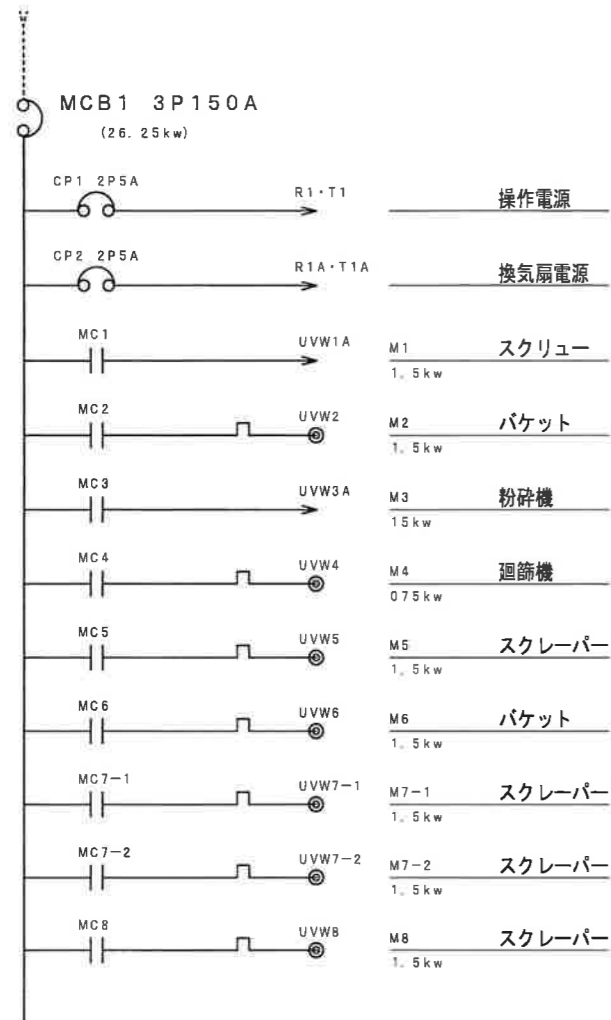 MCB1 3P150A
(26.25kw)
CP1 2P5A R1・T1 操作電源
CP2 2P5A R1A・T1A 換気扇電源
MC1 UVW1A M1 スクリュー
1.5kw
MC2 UVW2 M2 バケット
1.5kw
MC3 UVW3A M3 粉砕機
15kw
MC4 UVW4 M4 廻篩機
075kw
MC5 UVW5 M5 スクレーパー
1.5kw
MC6 UVW6 M6 バケット
1.5kw
MC7-1 UVW7-1 M7-1 スクレーパー
1.5kw
MC7-2 UVW7-2 M7-2 スクレーパー
1.5kw
MC8 UVW8 M8 スクレーパー
1.5kw